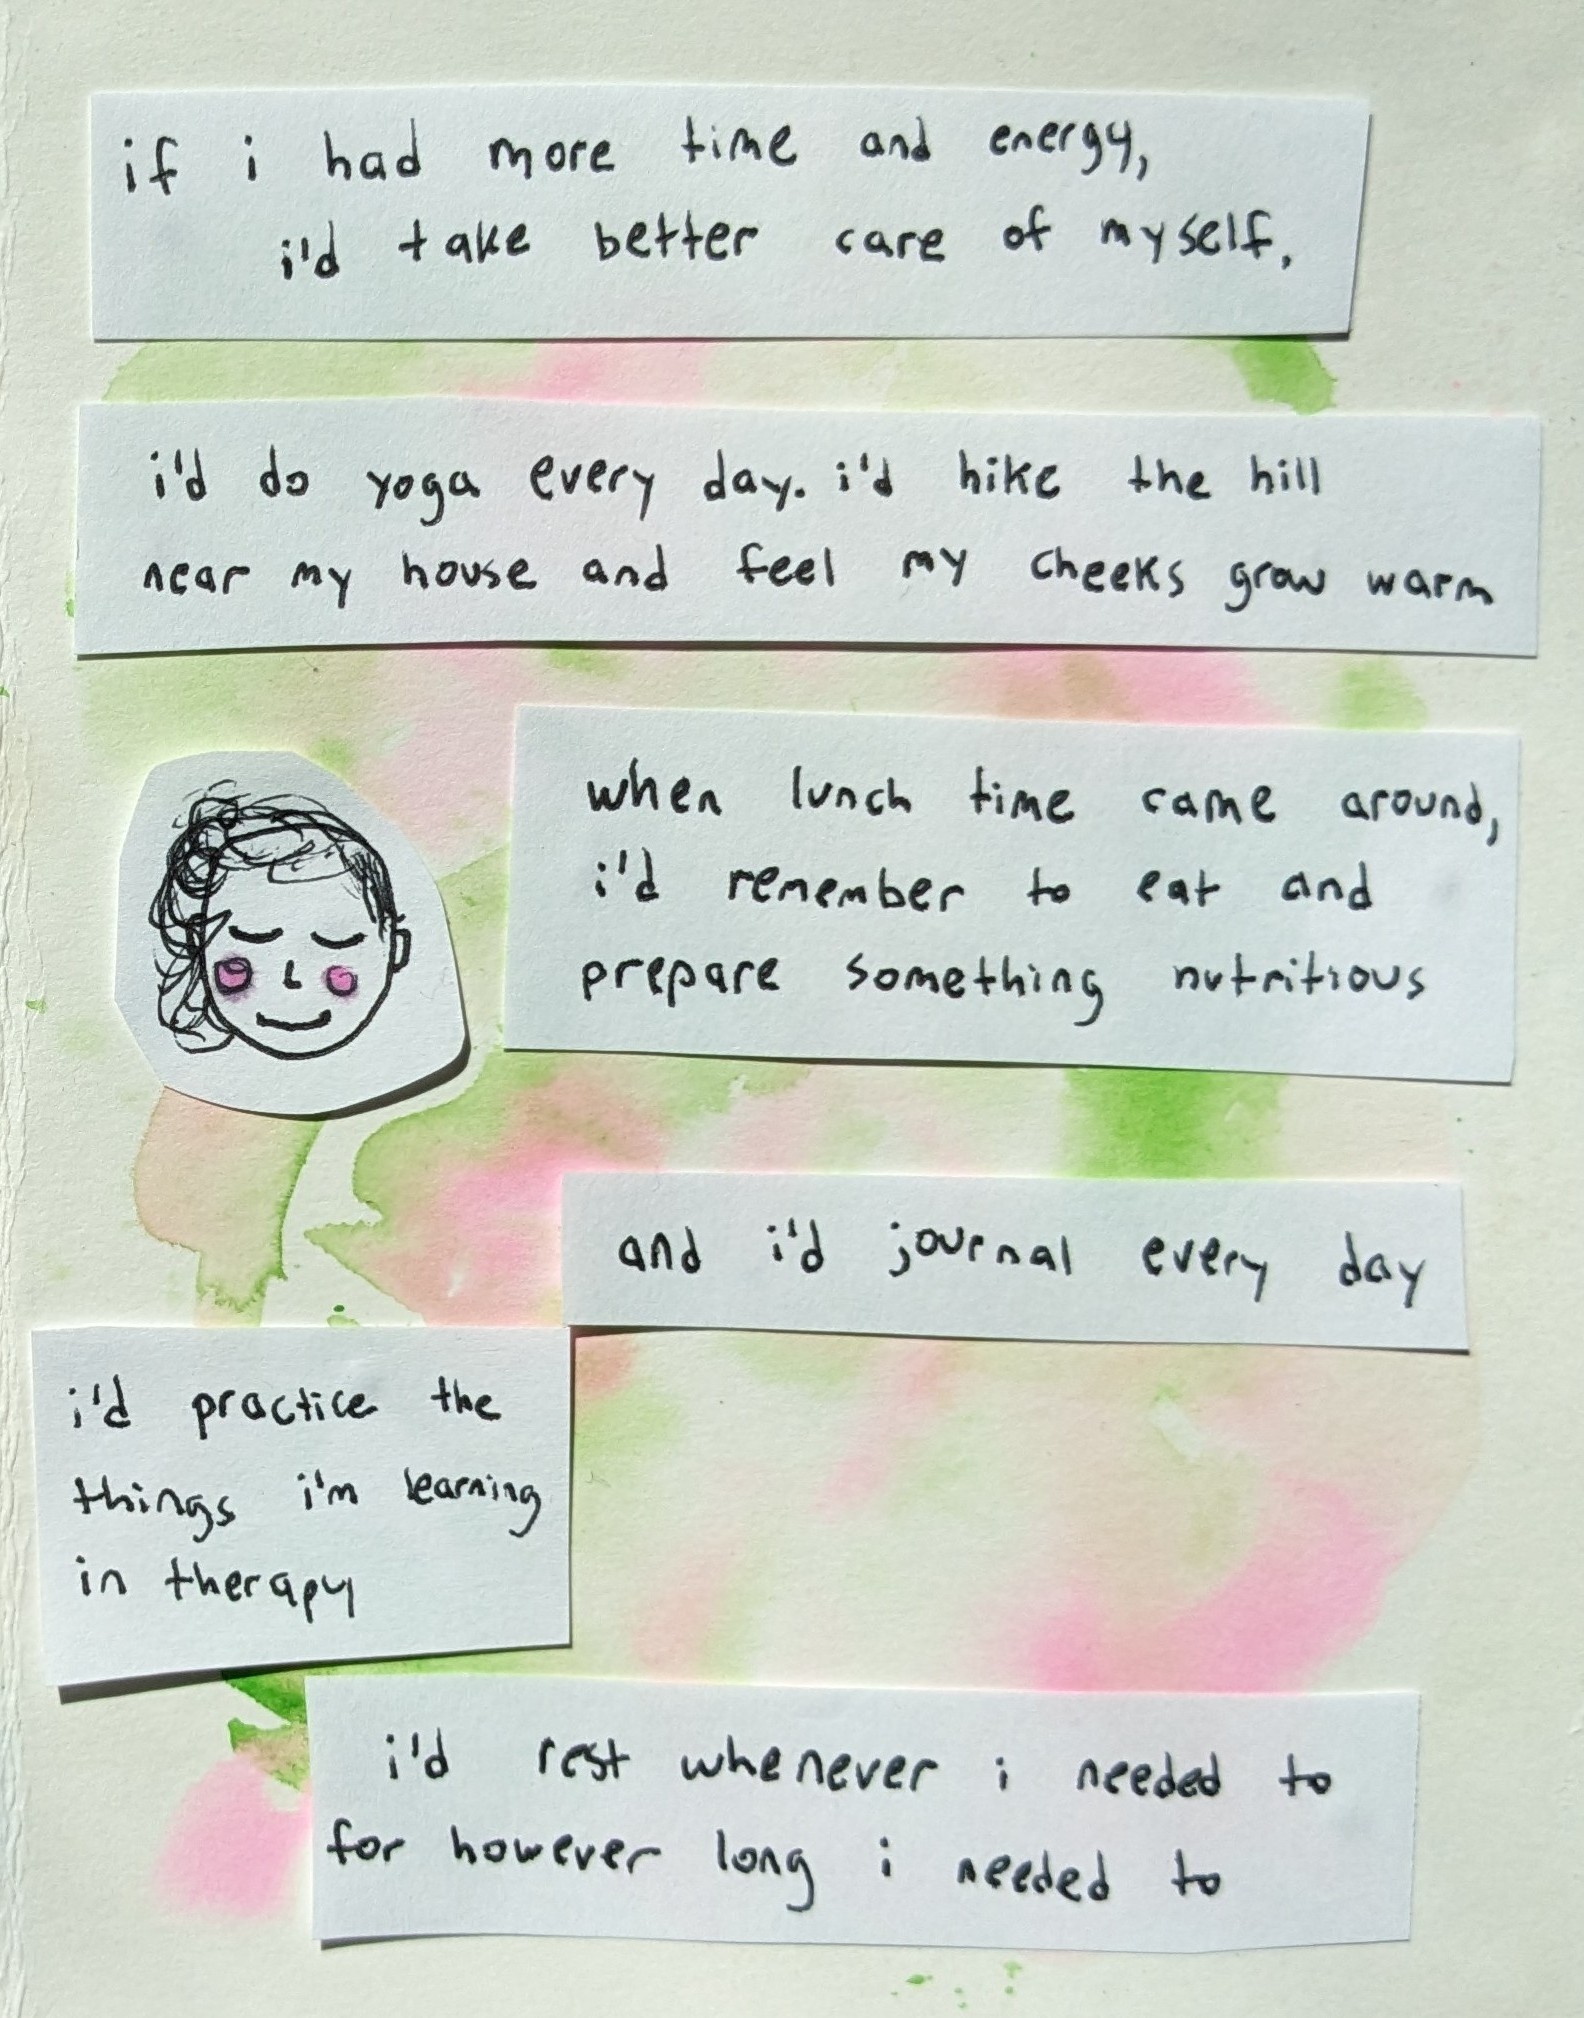 if i had more time and energy,
i'd take better care of myself.
i'd do yoga every day. i'd hike the hill
near my house and feel my cheeks grow warm
when lunch time came around,
i'd remember to eat and
prepare something nutritious
and i'd journal every day
i'd practice the
things i'm learning
in therapy
i'd rest whenever i needed to
for however long i needed to